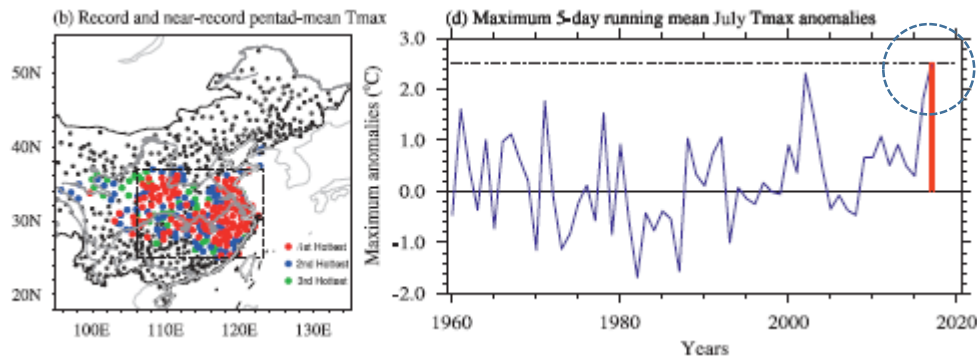 (b) Record and near-record pentad-mean Tmax
50N
40N
30N
20N
100E 110E 120E 130E
1st Hottest
2nd Hottest
3rd Hottest
(d) Maximum 5-day running mean July Tmax anomalies
Maximum anomalies (°C)
3.0
2.0
1.0
0.0
-1.0
-2.0
1960 1980 2000 2020
Years